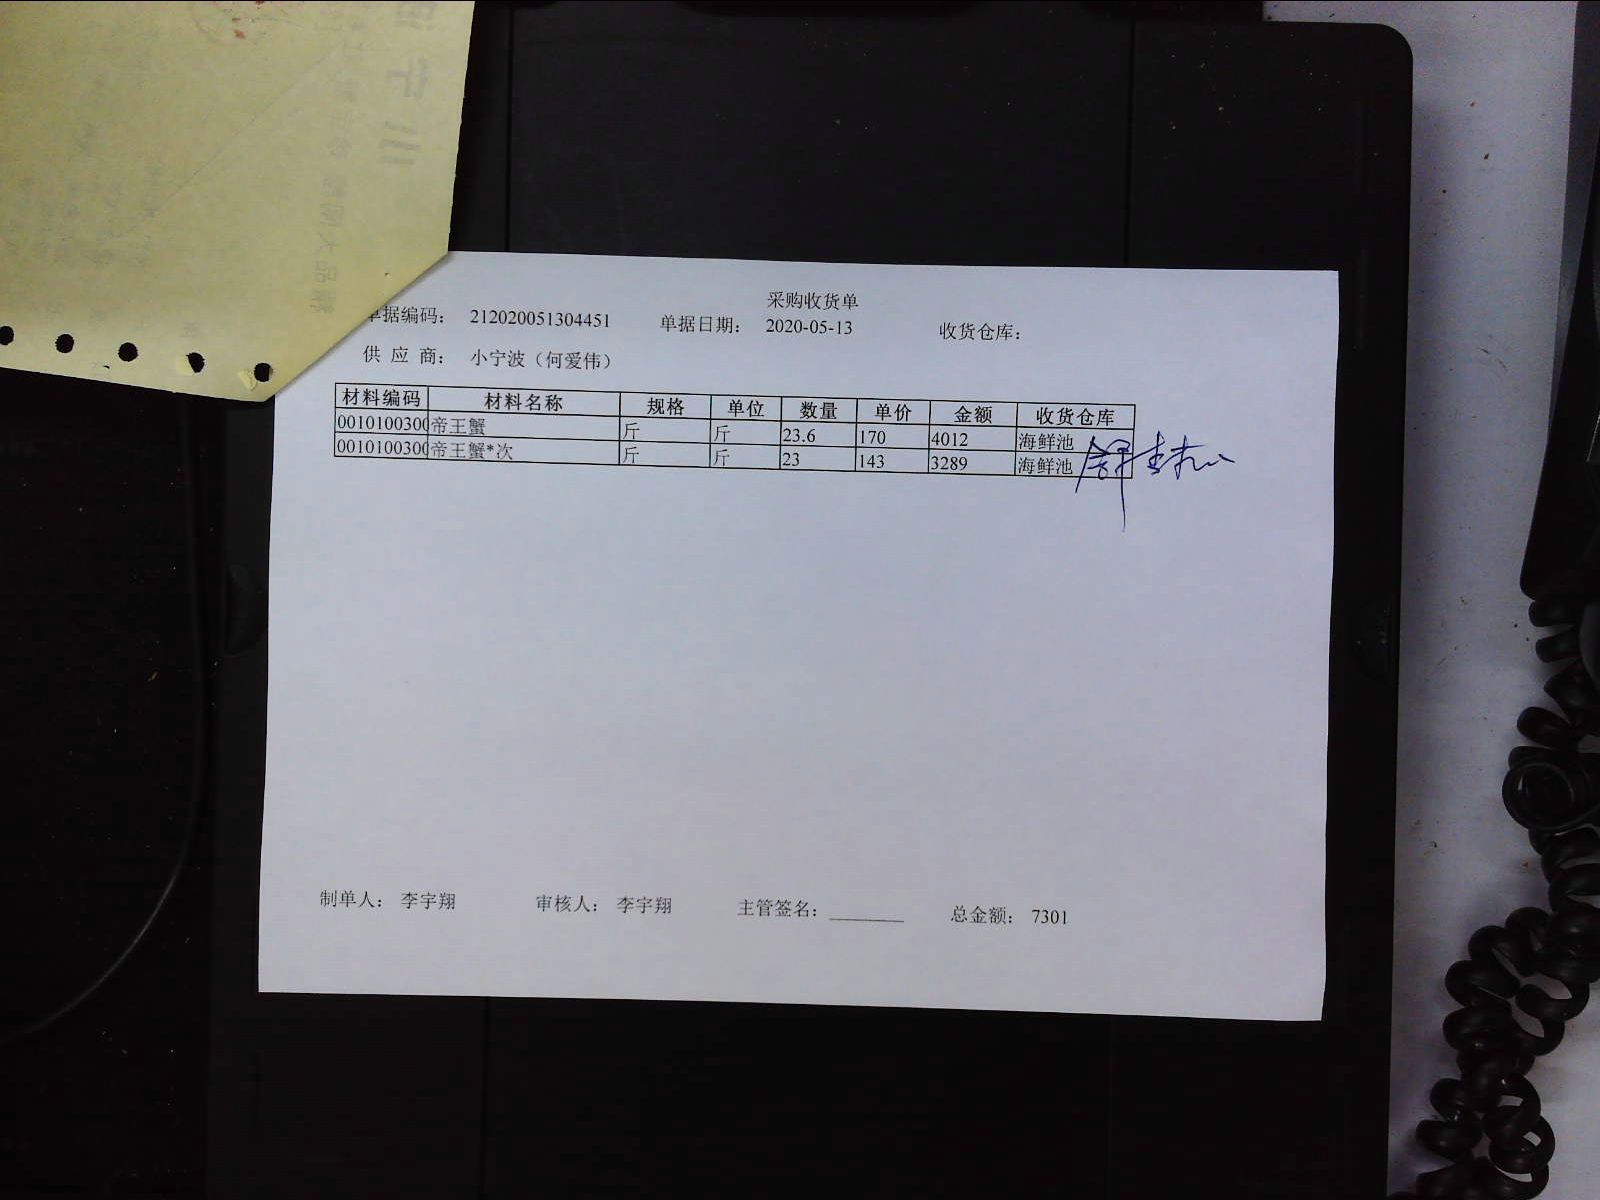 采购收货单
单据编码： 212020051304451 单据日期： 2020-05-13 收货仓库：
供 应 商： 小宁波（何爱伟）
材料编码 材料名称 规格 单位 数量 单价 金额 收货仓库
0010100300 帝王蟹 斤 斤 23.6 170 4012 海鲜池
0010100300 帝王蟹*次 斤 斤 23 143 3289 海鲜池
制单人： 李宇翔 审核人： 李宇翔 主管签名：________ 总金额： 7301